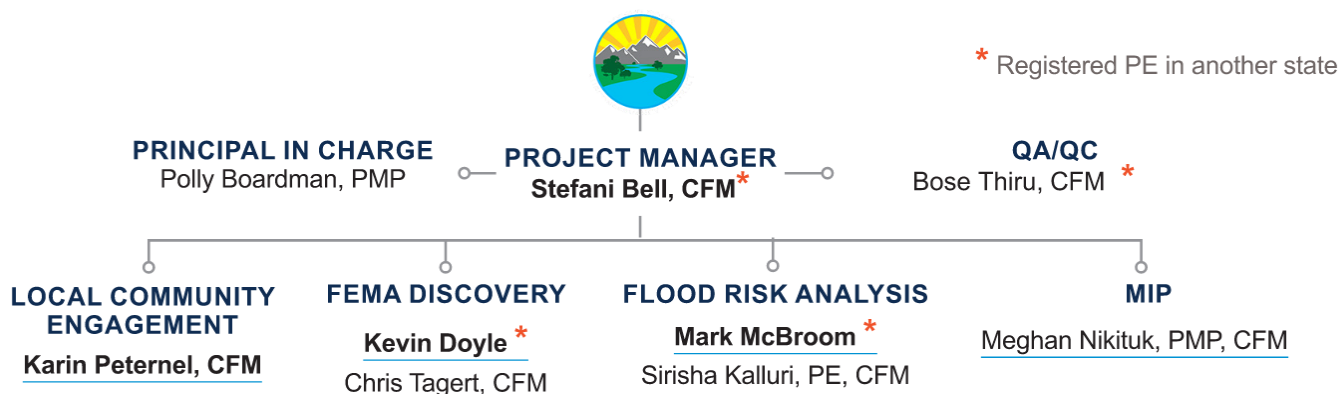 * Registered PE in another state
PRINCIPAL IN CHARGE
Polly Boardman, PMP
PROJECT MANAGER
Stefani Bell, CFM*
QA/QC
Bose Thiru, CFM *
LOCAL COMMUNITY
ENGAGEMENT
Karin Peternel, CFM
FEMA DISCOVERY
Kevin Doyle *
Chris Tagert, CFM
FLOOD RISK ANALYSIS
Mark McBroom *
Sirisha Kalluri, PE, CFM
MIP
Meghan Nikituk, PMP, CFM